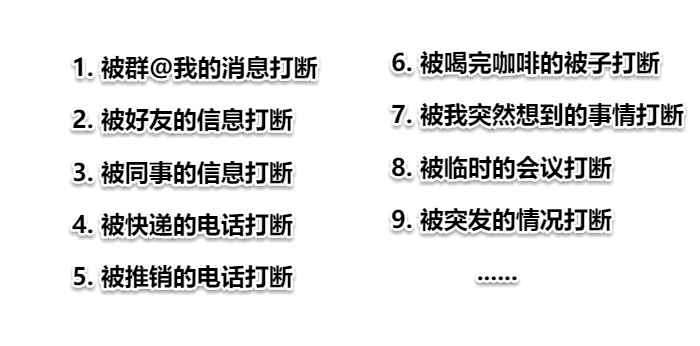 1. 被群@我的消息打断
2. 被好友的信息打断
3. 被同事的信息打断
4. 被快递的电话打断
5. 被推销的电话打断
6. 被喝完咖啡的被子打断
7. 被我突然想到的事情打断
8. 被临时的会议打断
9. 被突发的情况打断
......